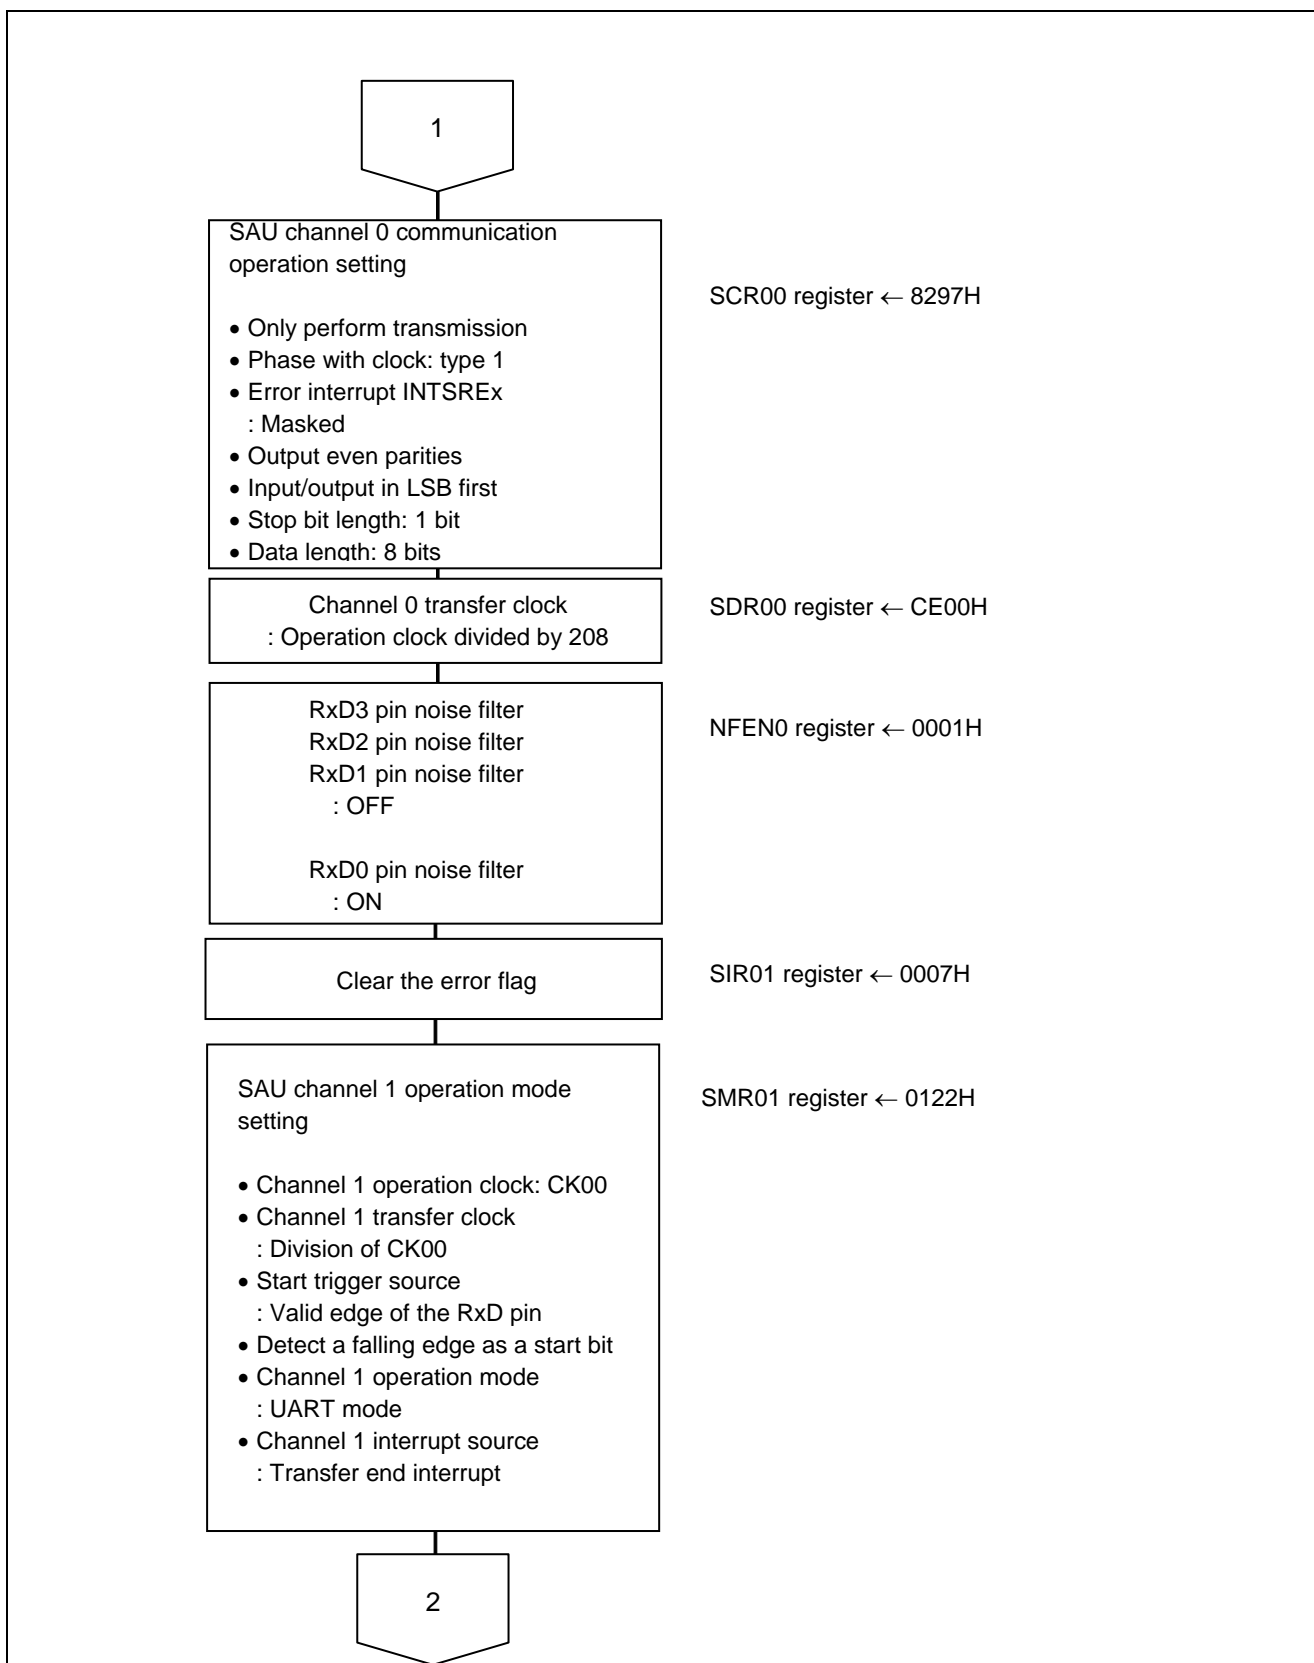 1
SAU channel 0 communication
operation setting
SCR00 register ← 8297H
• Only perform transmission
• Phase with clock: type 1
• Error interrupt INTSREx
: Masked
• Output even parities
• Input/output in LSB first
• Stop bit length: 1 bit
• Data length: 8 bits
Channel 0 transfer clock
: Operation clock divided by 208
SDR00 register ← CE00H
RxD3 pin noise filter
RxD2 pin noise filter
RxD1 pin noise filter
: OFF
RxD0 pin noise filter
: ON
NFEN0 register ← 0001H
Clear the error flag
SIR01 register ← 0007H
SAU channel 1 operation mode
setting
SMR01 register ← 0122H
• Channel 1 operation clock: CK00
• Channel 1 transfer clock
: Division of CK00
• Start trigger source
: Valid edge of the RxD pin
• Detect a falling edge as a start bit
• Channel 1 operation mode
: UART mode
• Channel 1 interrupt source
: Transfer end interrupt
2